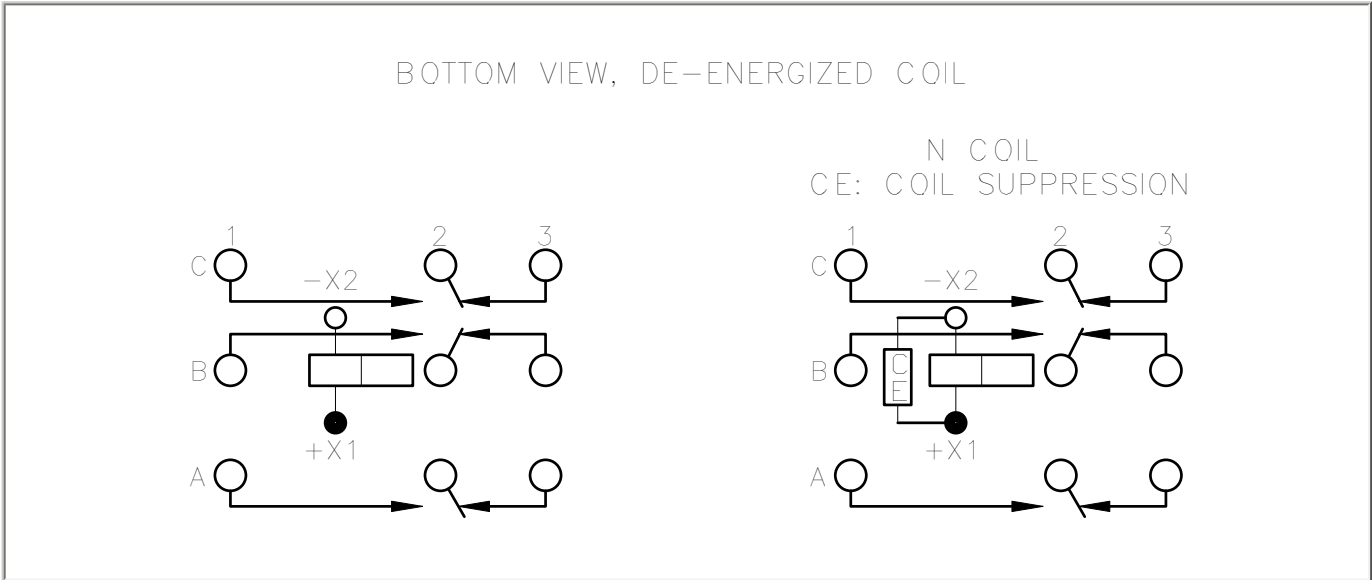 BOTTOM VIEW, DE-ENERGIZED COIL
N COIL
CE: COIL SUPPRESSION
1 2 3
C
-X2
B
+X1
A
1 2 3
C
-X2
B
CE
+X1
A